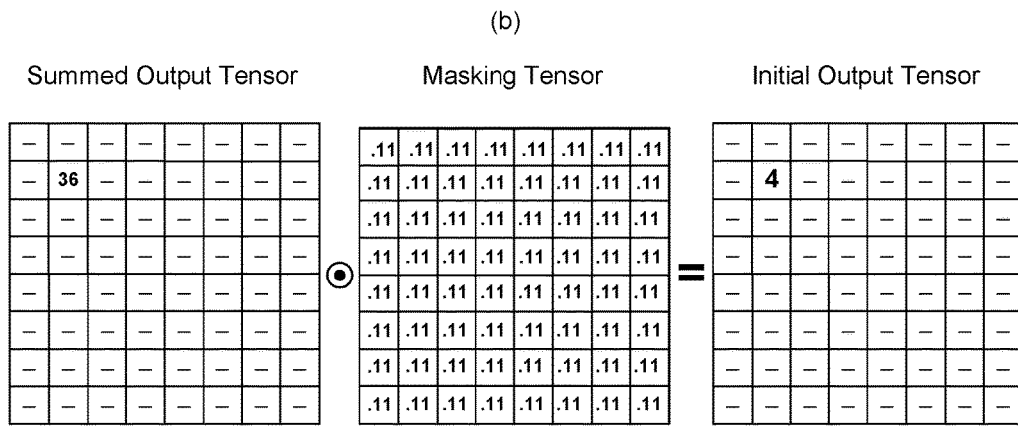 (b)
Summed Output Tensor Masking Tensor Initial Output Tensor
– – – – – – – – .11 .11 .11 .11 .11 .11 .11 .11 – – – – – – – –
– 36 – – – – – – .11 .11 .11 .11 .11 .11 .11 .11 – 4 – – – – – –
– – – – – – – – .11 .11 .11 .11 .11 .11 .11 .11 – – – – – – – –
– – – – – – – – .11 .11 .11 .11 .11 .11 .11 .11 – – – – – – – –
– – – – – – – – ⊙ .11 .11 .11 .11 .11 .11 .11 .11 = – – – – – – – –
– – – – – – – – .11 .11 .11 .11 .11 .11 .11 .11 – – – – – – – –
– – – – – – – – .11 .11 .11 .11 .11 .11 .11 .11 – – – – – – – –
– – – – – – – – .11 .11 .11 .11 .11 .11 .11 .11 – – – – – – – –